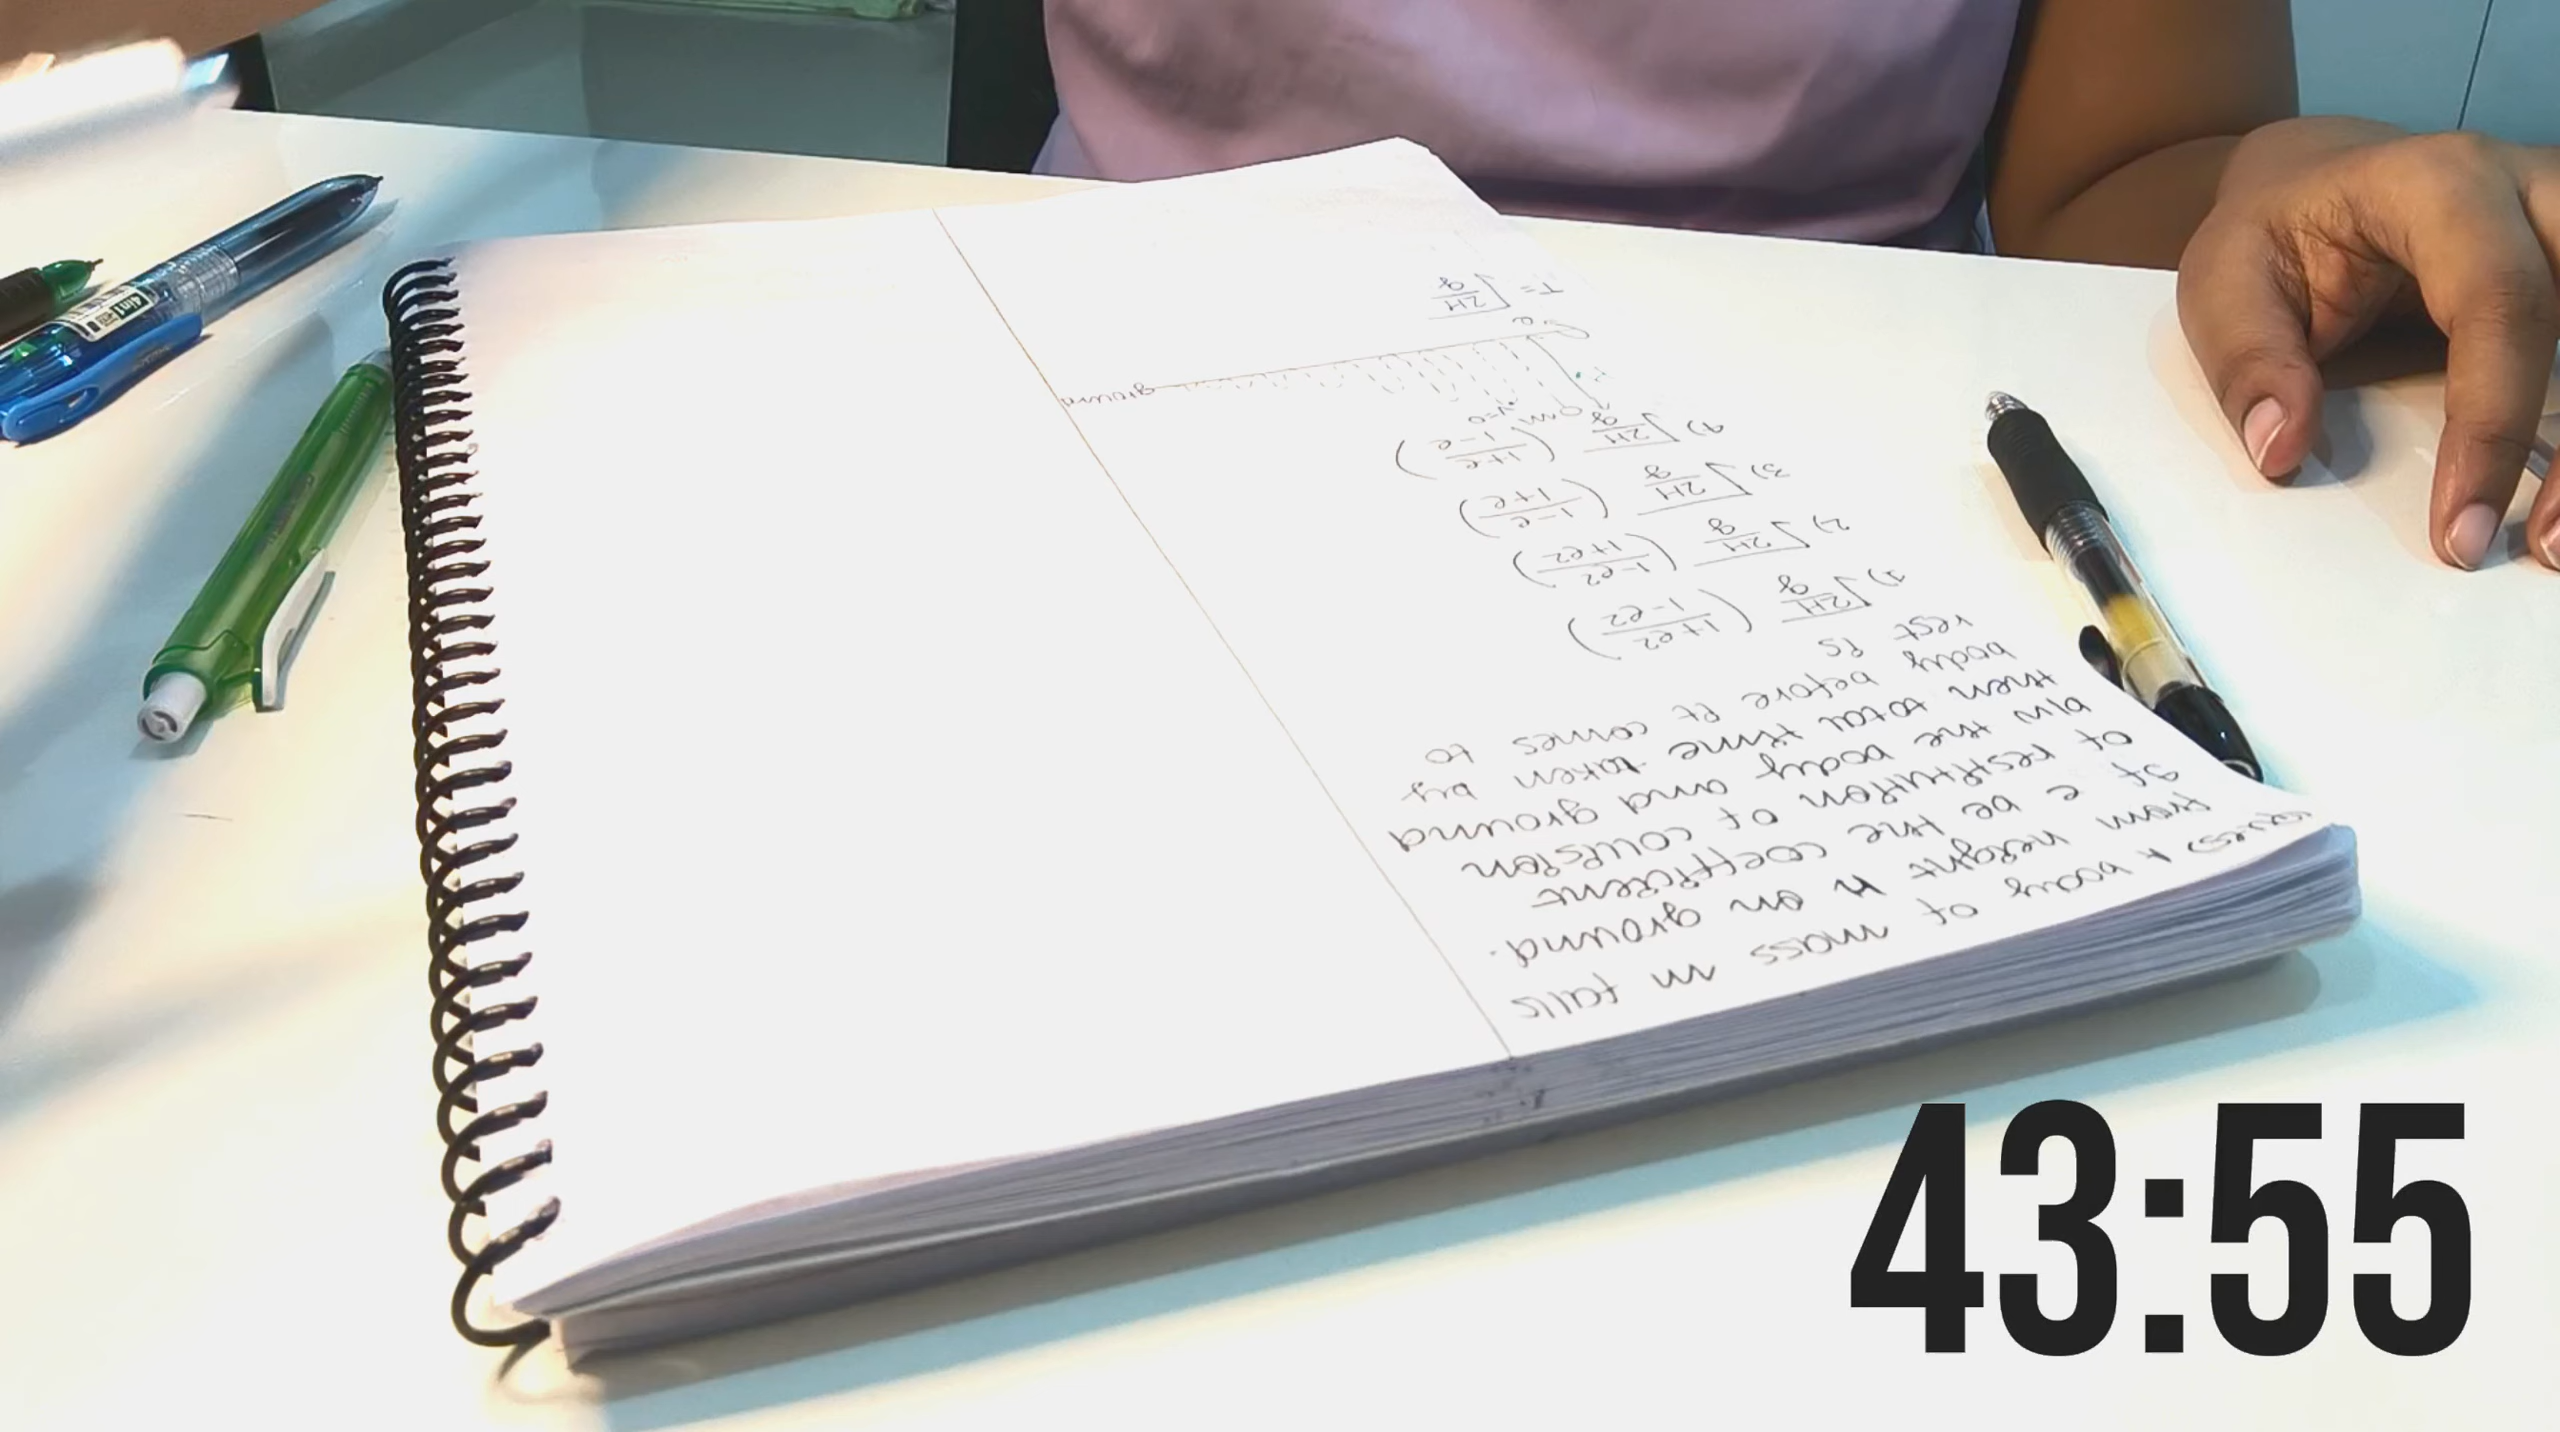 Ques) A body of mass m falls
from height H on ground.
If e be the coefficient
of restitution of collision
b/w the body and ground
then total time taken by
body before it comes to
rest is
1) √2H/g (1+e2/1-e2)
2) √2H/g (1-e2/1+e2)
3) √2H/g (1-e/1+e)
4) √2H/g (1+e/1-e)
m v=0
H
ground
e
T= √2H/g
4in1
43:55